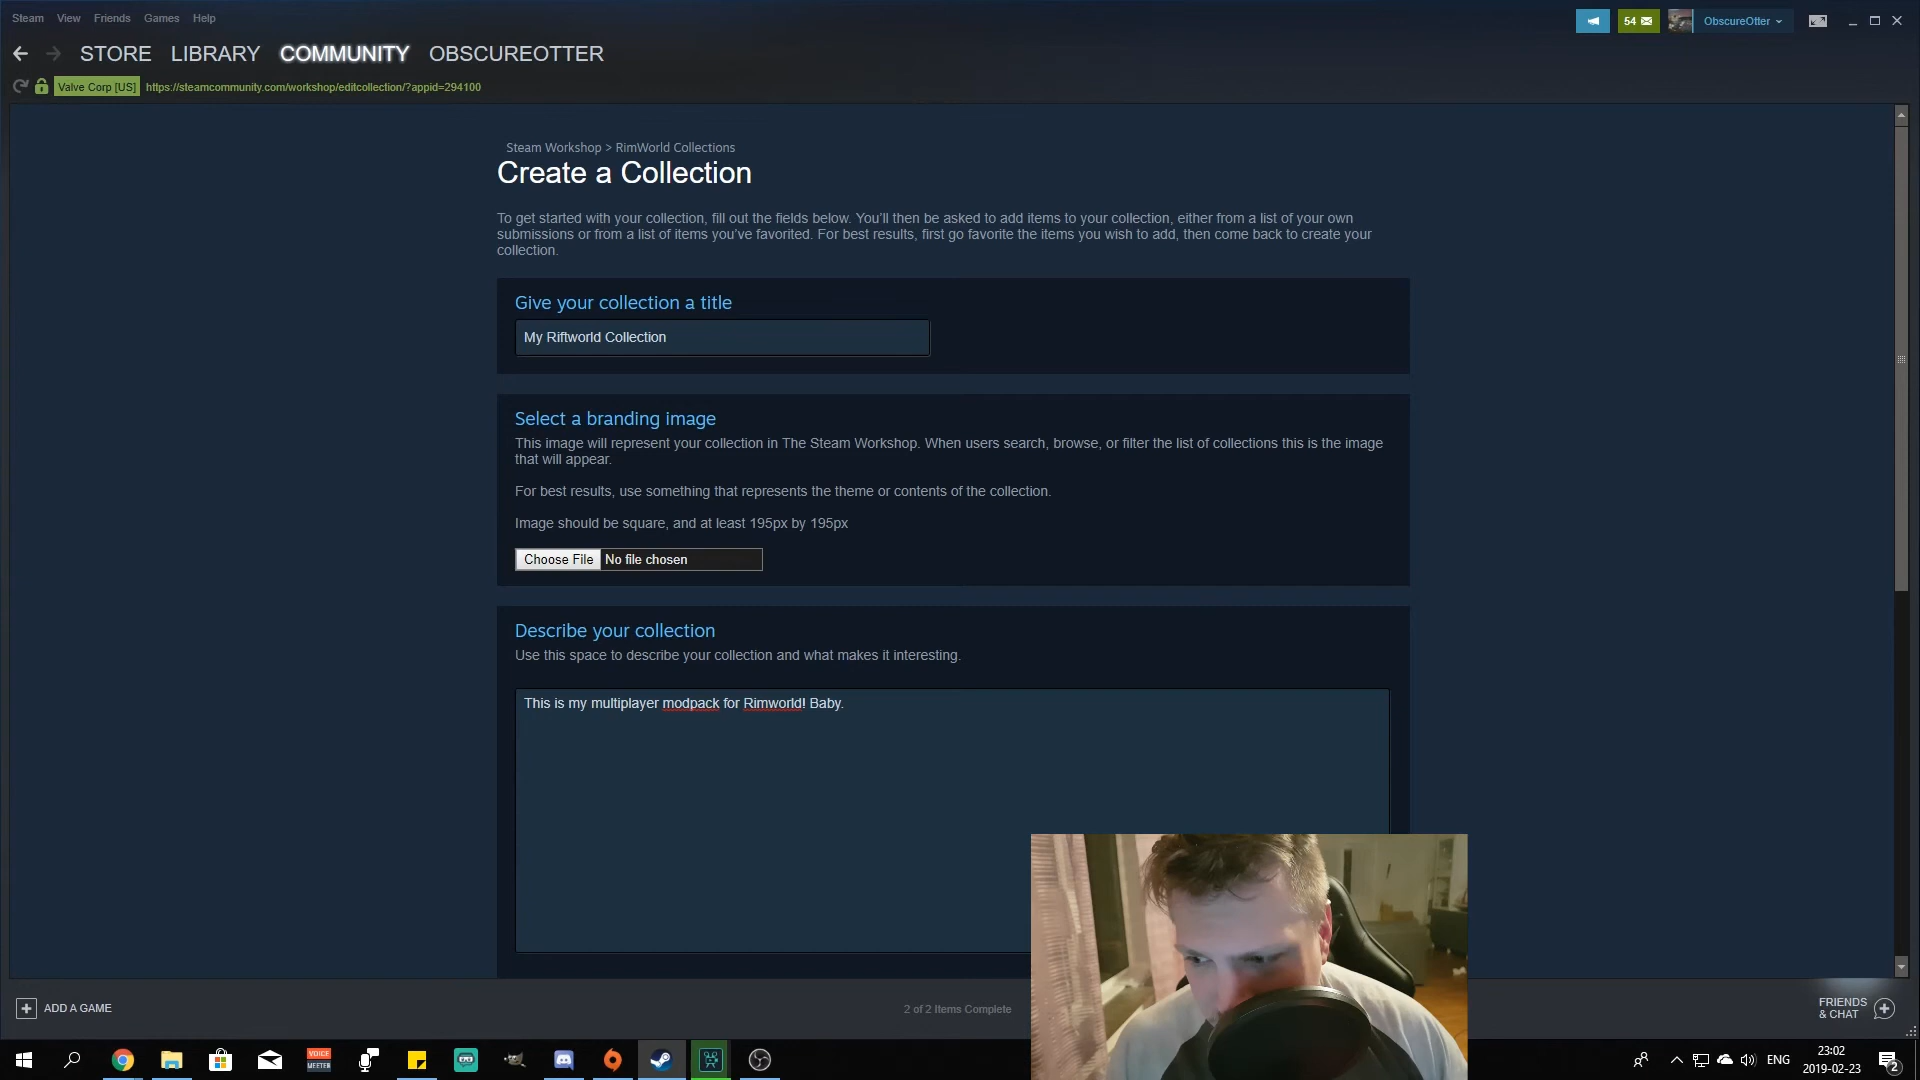 Steam View Friends Games Help
54 ObscureOtter
STORE LIBRARY COMMUNITY OBSCUREOTTER
Valve Corp [US] https://steamcommunity.com/workshop/editcollection/?appid=294100
Steam Workshop > RimWorld Collections
Create a Collection
To get started with your collection, fill out the fields below. You'll then be asked to add items to your collection, either from a list of your own
submissions or from a list of items you've favorited. For best results, first go favorite the items you wish to add, then come back to create your
collection.
Give your collection a title
My Riftworld Collection
Select a branding image
This image will represent your collection in The Steam Workshop. When users search, browse, or filter the list of collections this is the image
that will appear.
For best results, use something that represents the theme or contents of the collection.
Image should be square, and at least 195px by 195px
Choose File No file chosen
Describe your collection
Use this space to describe your collection and what makes it interesting.
This is my multiplayer modpack for Rimworld! Baby.
ADD A GAME
2 of 2 Items Complete
FRIENDS
& CHAT
VOICE
MEETER
ENG
23:02
2019-02-23
2